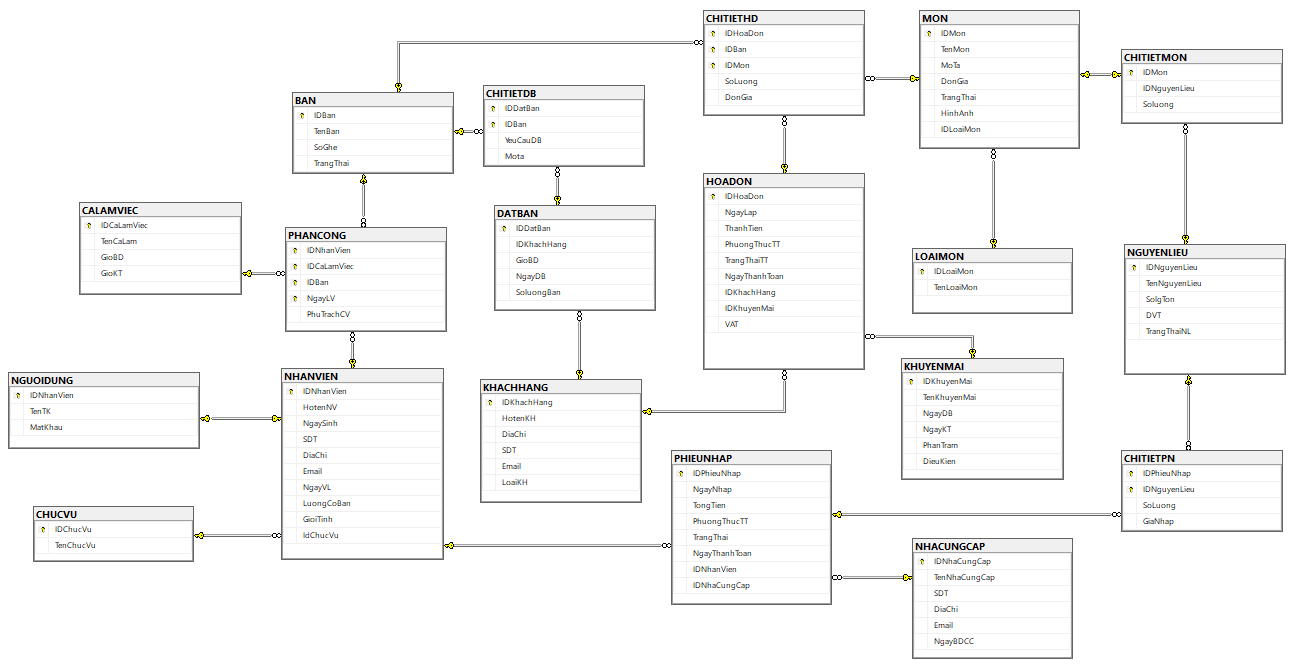 CHITIETHD
IDHoaDon
IDBan
IDMon
SoLuong
DonGia
MON
IDMon
TenMon
MoTa
DonGia
TrangThai
HinhAnh
IDLoaiMon
CHITIETMON
IDMon
IDNguyenLieu
Soluong
BAN
IDBan
TenBan
SoGhe
TrangThai
CHITIETDB
IDDatBan
IDBan
YeuCauDB
Mota
CALAMVIEC
IDCaLamViec
TenCaLam
GioBD
GioKT
PHANCONG
IDNhanVien
IDCaLamViec
IDBan
NgayLV
PhuTrachCV
DATBAN
IDDatBan
IDKhachHang
GioBD
NgayDB
SoluongBan
HOADON
IDHoaDon
NgayLap
ThanhTien
PhuongThucTT
TrangThaiTT
NgayThanhToan
IDKhachHang
IDKhuyenMai
VAT
LOAIMON
IDLoaiMon
TenLoaiMon
NGUYENLIEU
IDNguyenLieu
TenNguyenLieu
SolgTon
DVT
TrangThaiNL
NGUOIDUNG
IDNhanVien
TenTK
MatKhau
NHANVIEN
IDNhanVien
HotenNV
NgaySinh
SDT
DiaChi
Email
NgayVL
LuongCoBan
GioiTinh
IdChucVu
KHACHHANG
IDKhachHang
HotenKH
DiaChi
SDT
Email
LoaiKH
KHUYENMAI
IDKhuyenMai
TenKhuyenMai
NgayDB
NgayKT
PhanTram
DieuKien
CHUCVU
IDChucVu
TenChucVu
PHIEUNHAP
IDPhieuNhap
NgayNhap
TongTien
PhuongThucTT
TrangThai
NgayThanhToan
IDNhanVien
IDNhaCungCap
CHITIETPN
IDPhieuNhap
IDNguyenLieu
SoLuong
GiaNhap
NHACUNGCAP
IDNhaCungCap
TenNhaCungCap
SDT
DiaChi
Email
NgayBDCC